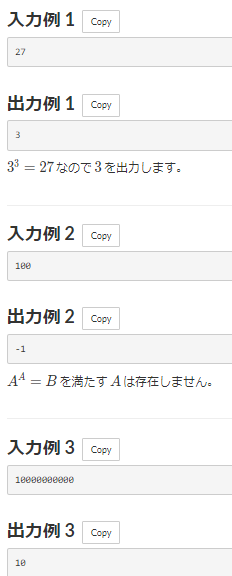 入力例 1 Copy
27
出力例 1 Copy
3
3³ = 27 なので 3 を出力します。
入力例 2 Copy
100
出力例 2 Copy
-1
Aᴬ = B を満たす A は存在しません。
入力例 3 Copy
10000000000
出力例 3 Copy
10